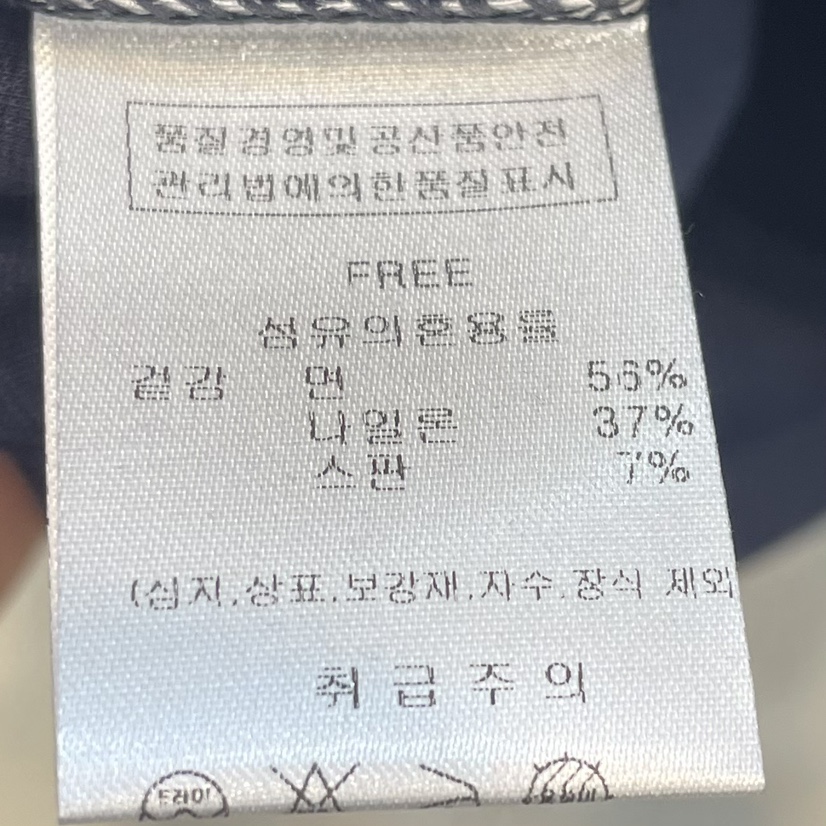 품질경영및공산품안전
관리법에의한품질표시
FREE
섬유의혼용률
겉감 면 56%
나일론 37%
스판 7%
(심지,상표,보강재,자수,장식 제외
취급주의
드라이